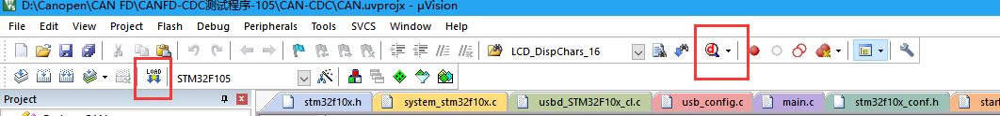 D:\Canopen\CAN FD\CANFD-CDC测试程序-105\CAN-CDC\CAN.uvprojx - µVision
File Edit View Project Flash Debug Peripherals Tools SVCS Window Help
LCD_DispChars_16
LOAD STM32F105
Project
stm32f10x.h system_stm32f10x.c usbd_STM32F10x_cl.c usb_config.c main.c stm32f10x_conf.h